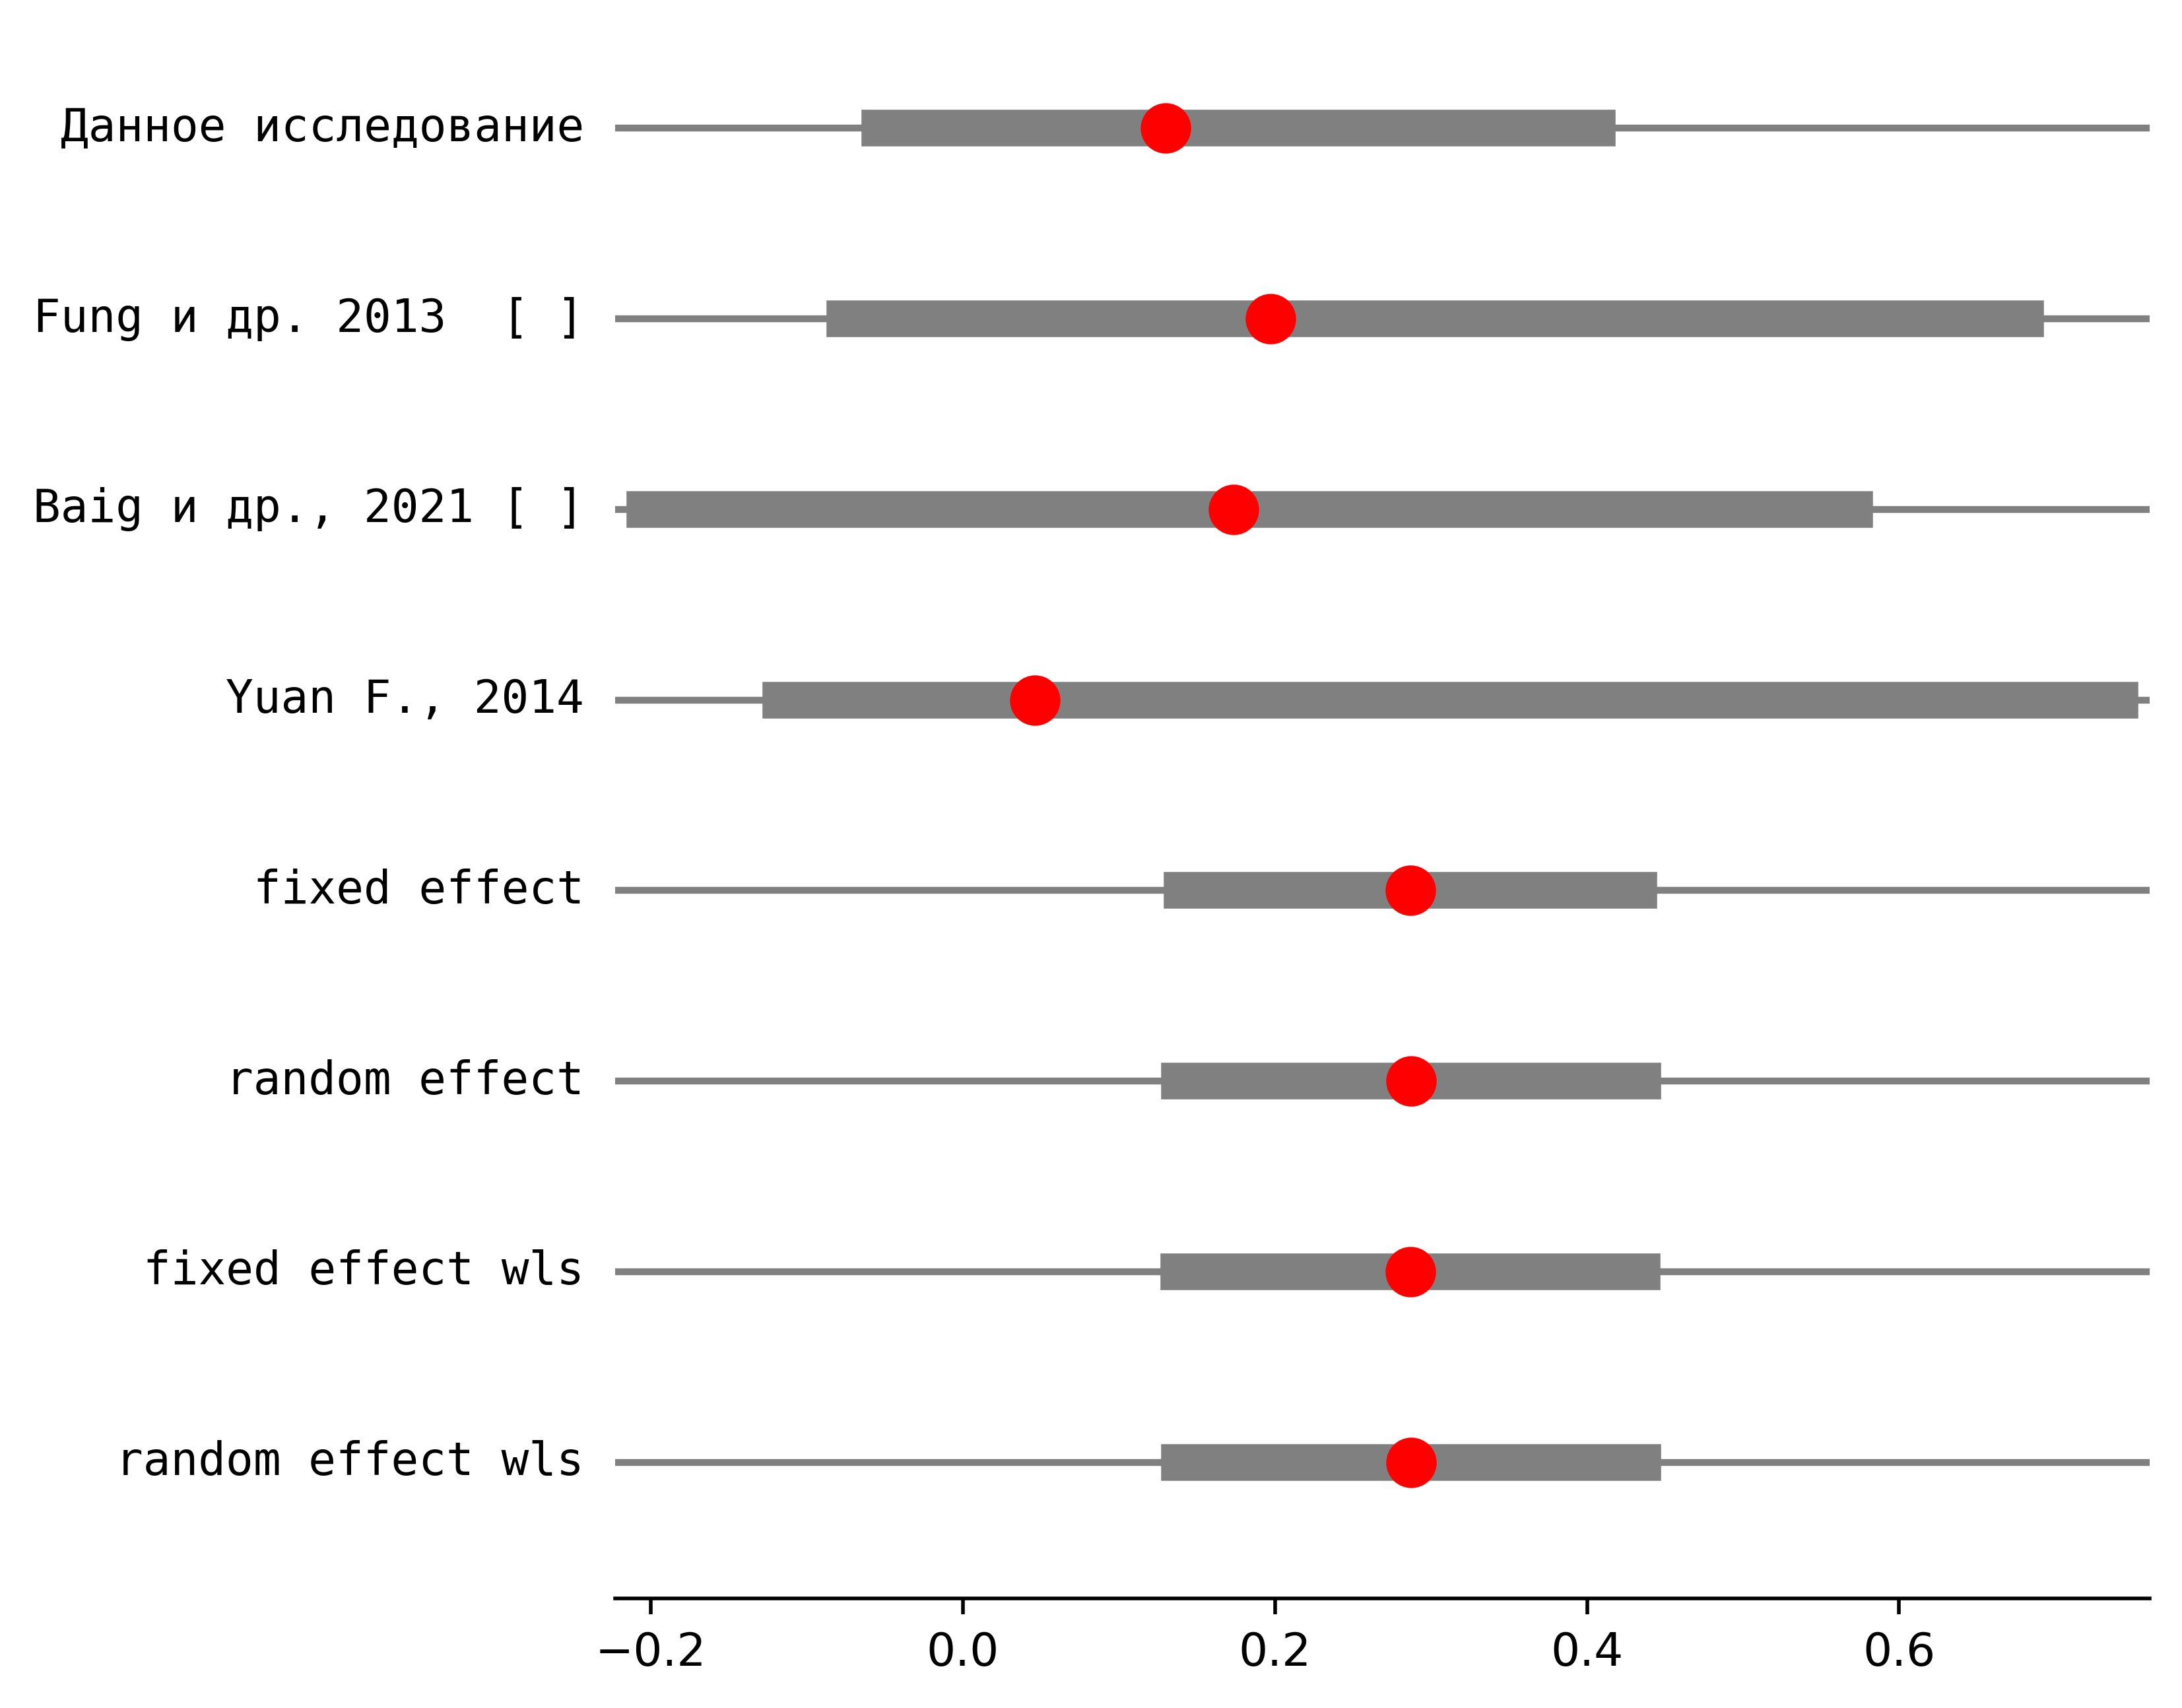 Данное исследование
Fung и др. 2013  [ ]
Baig и др., 2021 [ ]
Yuan F., 2014
fixed effect
random effect
fixed effect wls
random effect wls
−0.2 0.0 0.2 0.4 0.6